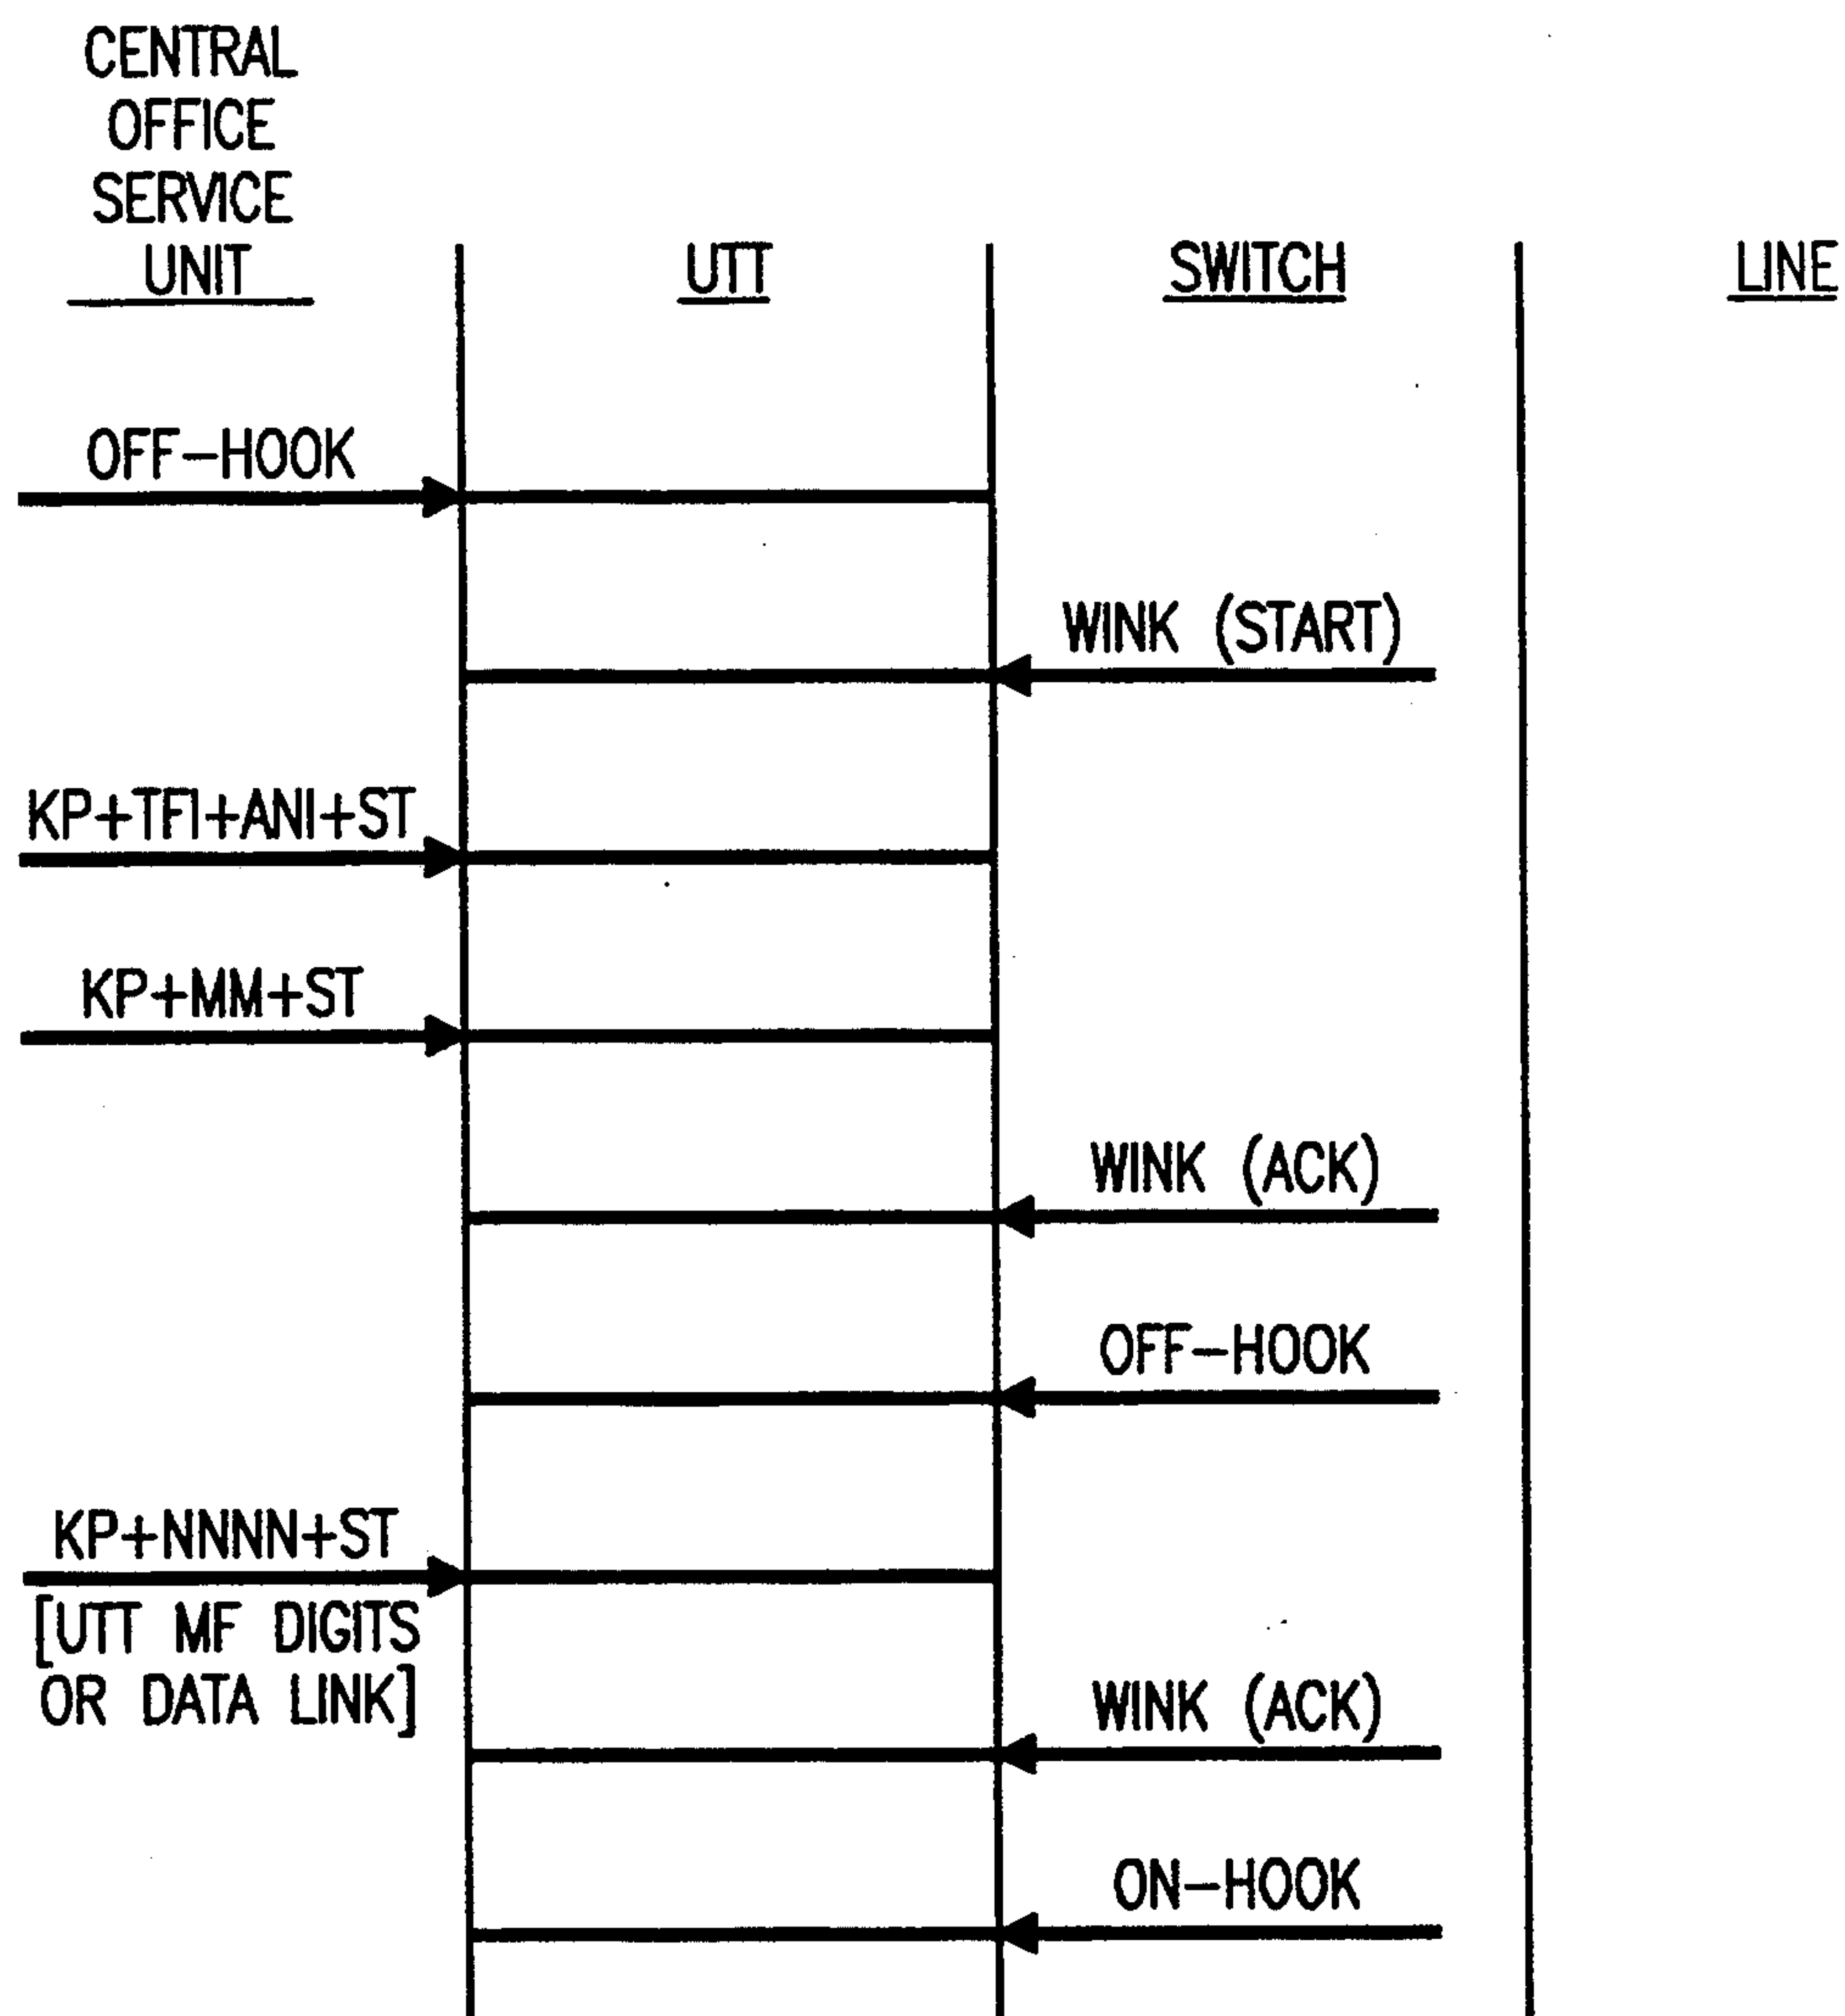 CENTRAL
OFFICE
SERVICE
UNIT
UTT
SWITCH
LINE
OFF-HOOK
WINK (START)
KP+TFI+ANI+ST
KP+MM+ST
WINK (ACK)
OFF-HOOK
KP+NNNN+ST
[UTT MF DIGITS
OR DATA LINK]
WINK (ACK)
ON-HOOK